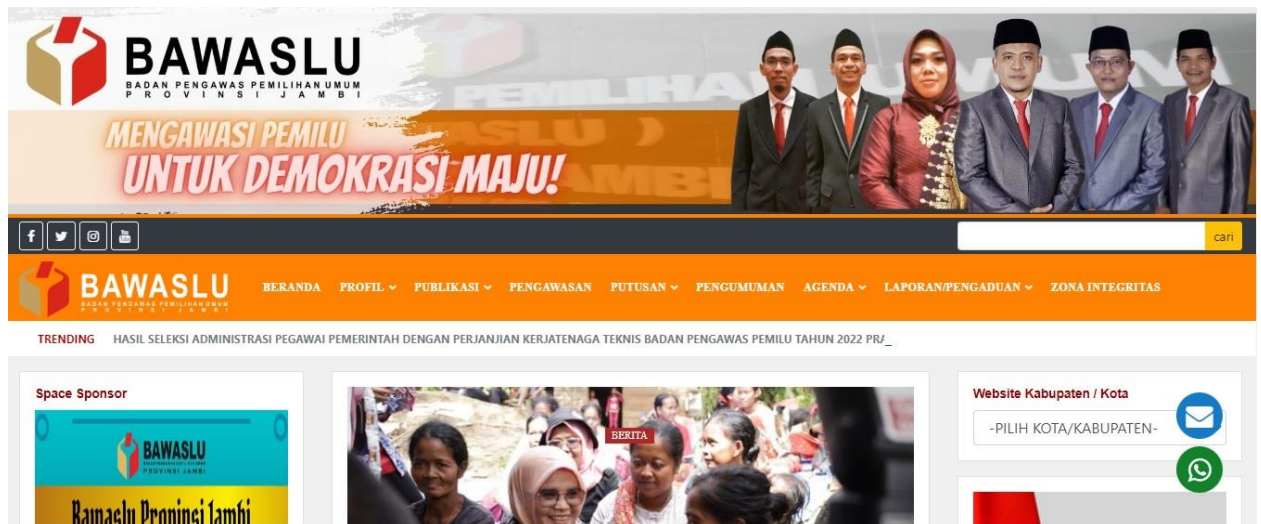 BAWASLU
BADAN PENGAWAS PEMILIHAN UMUM
PROVINSI JAMBI
MENGAWASI PEMILU
UNTUK DEMOKRASI MAJU!
cari
BAWASLU
BADAN PENGAWAS PEMILIHAN UMUM
PROVINSI JAMBI
BERANDA PROFIL PUBLIKASI PENGAWASAN PUTUSAN PENGUMUMAN AGENDA LAPORAN/PENGADUAN ZONA INTEGRITAS
TRENDING HASIL SELEKSI ADMINISTRASI PEGAWAI PEMERINTAH DENGAN PERJANJIAN KERJATENAGA TEKNIS BADAN PENGAWAS PEMILU TAHUN 2022 PRA_
Space Sponsor
BAWASLU
PROVINSI JAMBI
Bawaslu Propinsi Jambi
BERITA
Website Kabupaten / Kota
-PILIH KOTA/KABUPATEN-